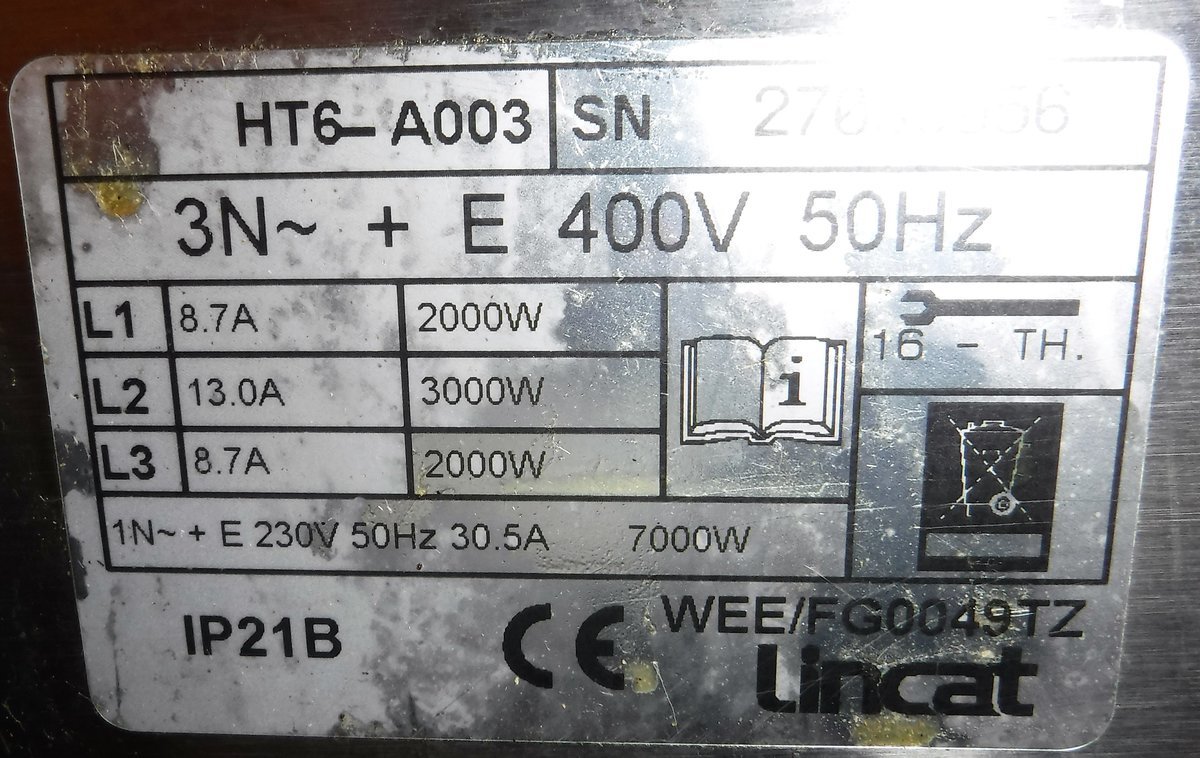 HT6-A003 SN
3N~ + E 400V 50Hz
L1 8.7A 2000W
L2 13.0A 3000W
L3 8.7A 2000W
i
16 - TH.
1N~ + E 230V 50Hz 30.5A 7000W
IP21B CE WEE/FG0049TZ
Lincat